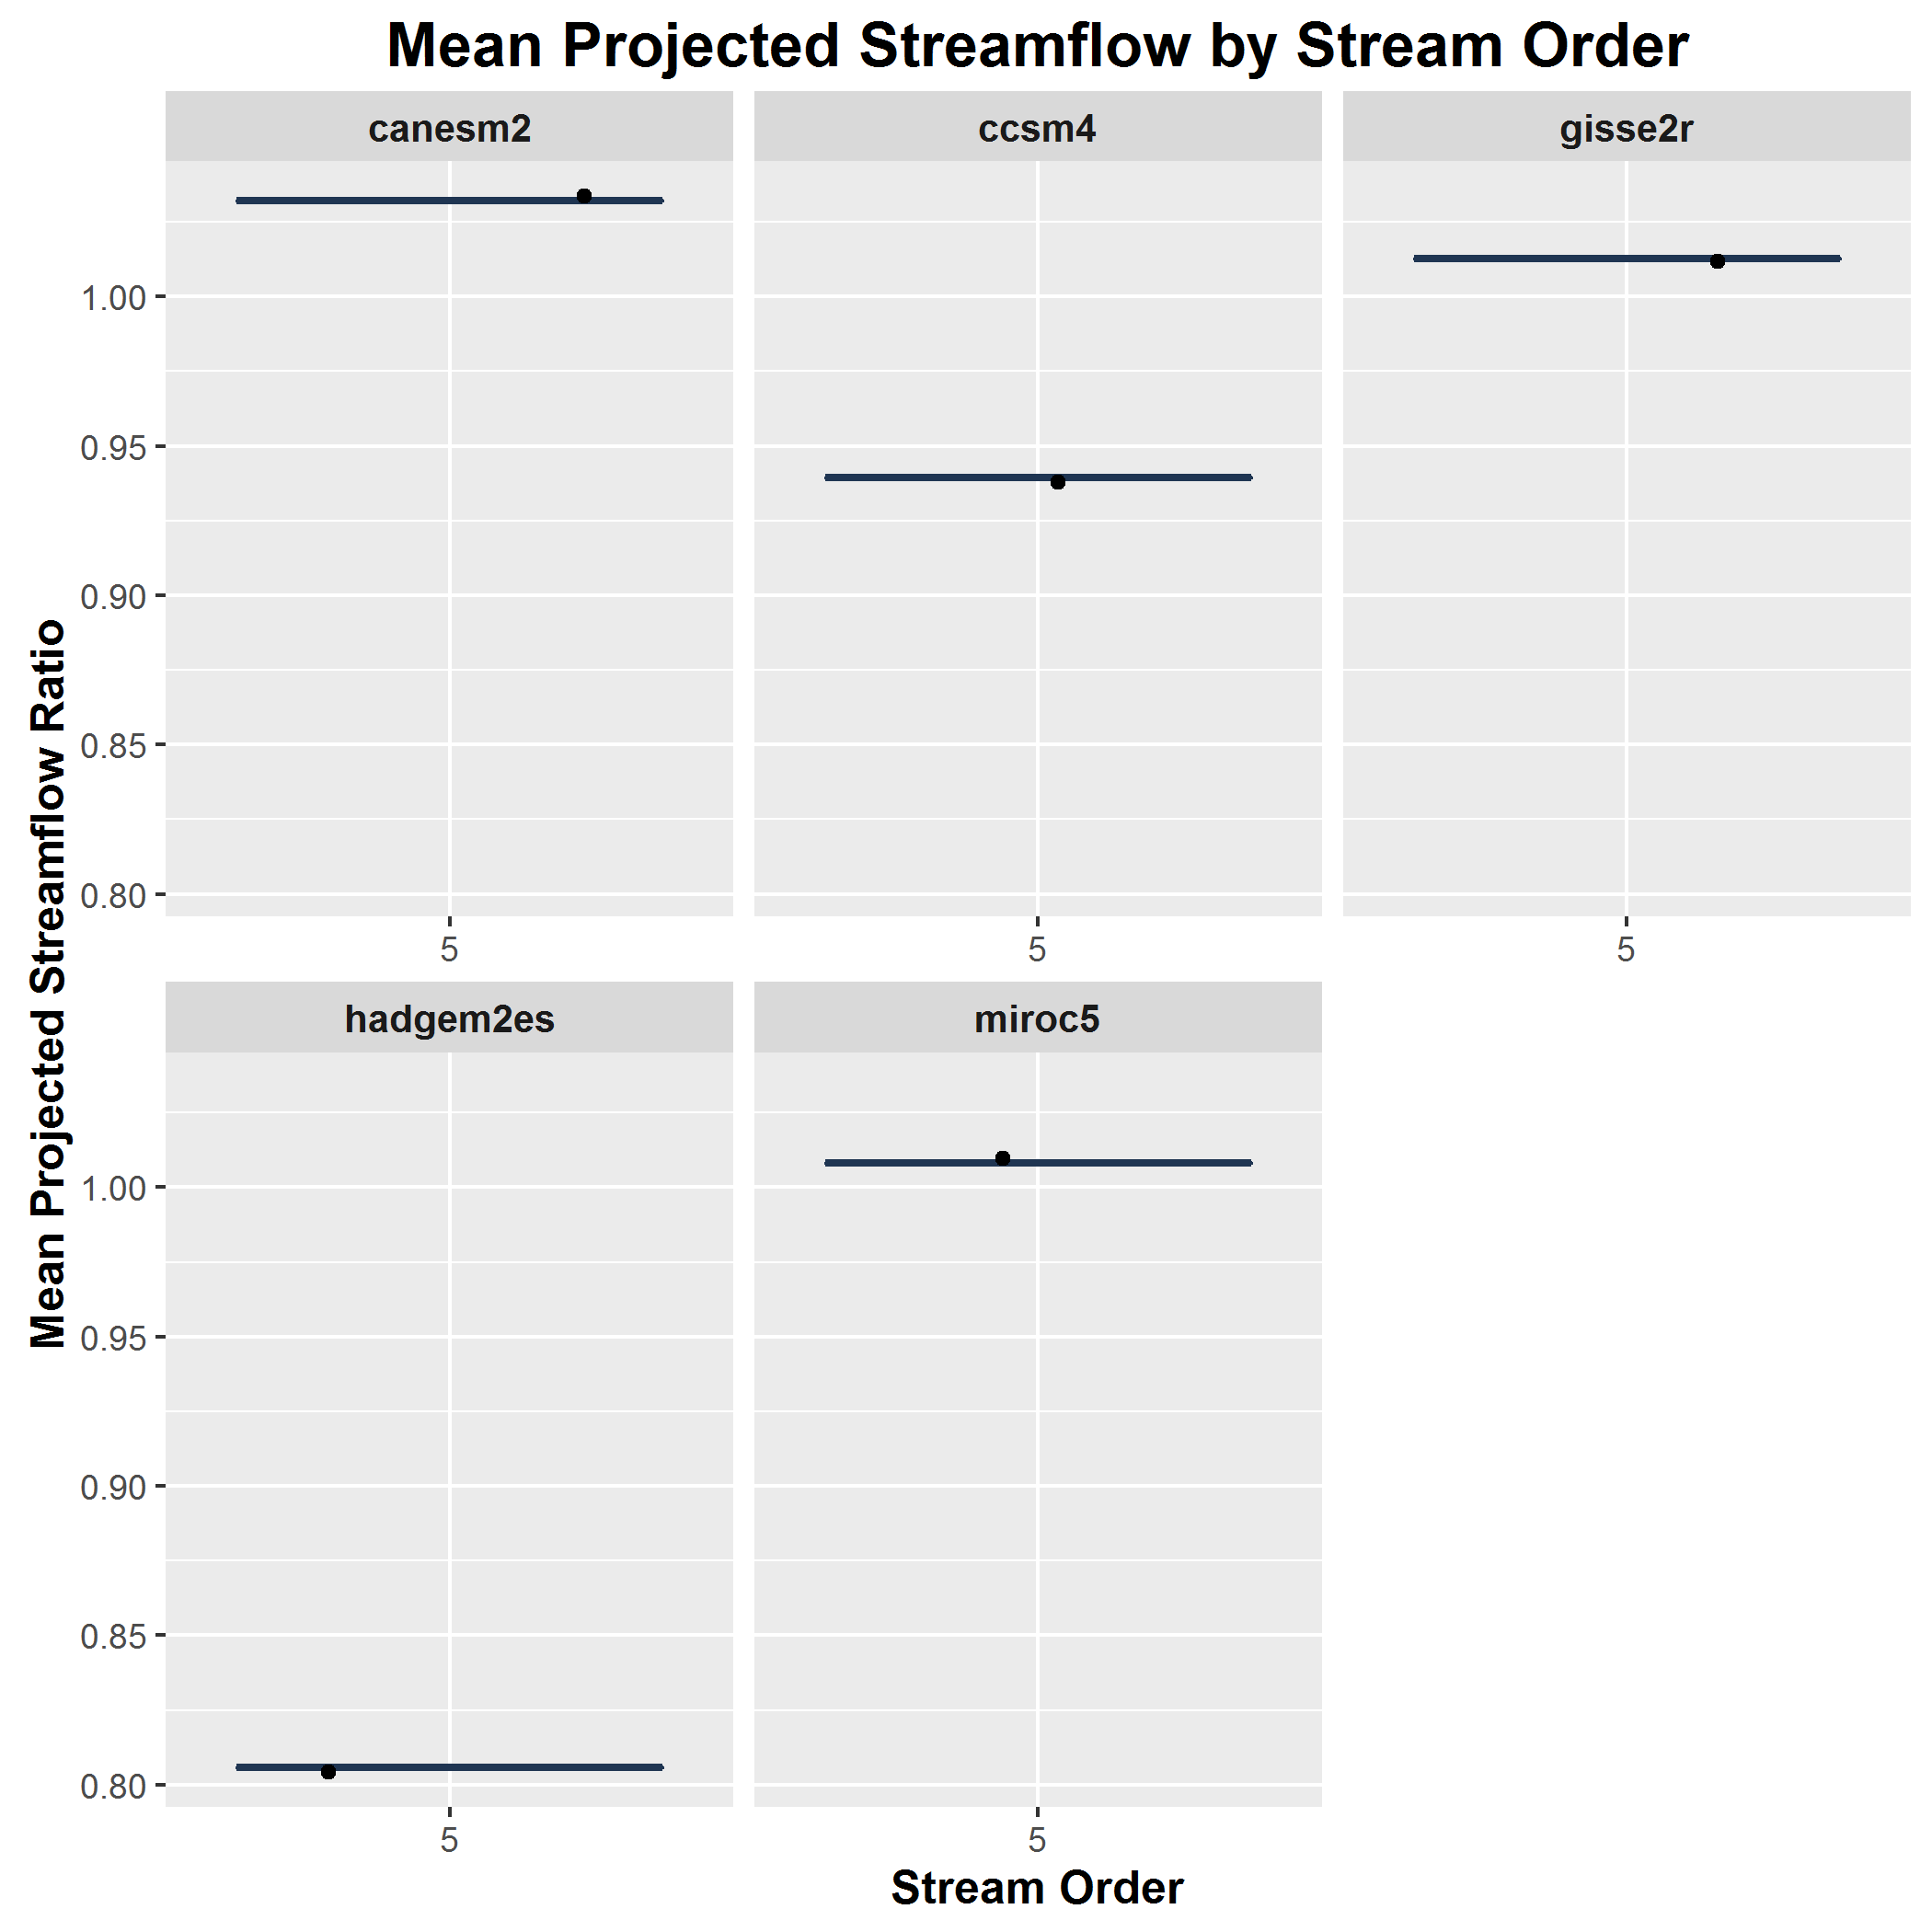 Mean Projected Streamflow by Stream Order
canesm2
ccsm4
gisse2r
1.00
0.95
0.90
0.85
0.80
5
5
5
hadgem2es
miroc5
1.00
0.95
0.90
0.85
0.80
5
5
Mean Projected Streamflow Ratio
Stream Order